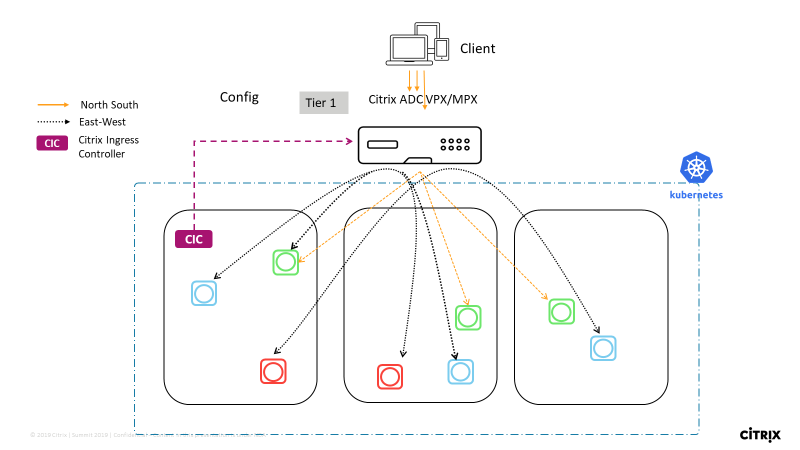 Client
Config
Tier 1
Citrix ADC VPX/MPX
North South
East-West
CIC
Citrix Ingress
Controller
kubernetes
CIC
© 2019 Citrix | Summit 2019 |
CITRIX